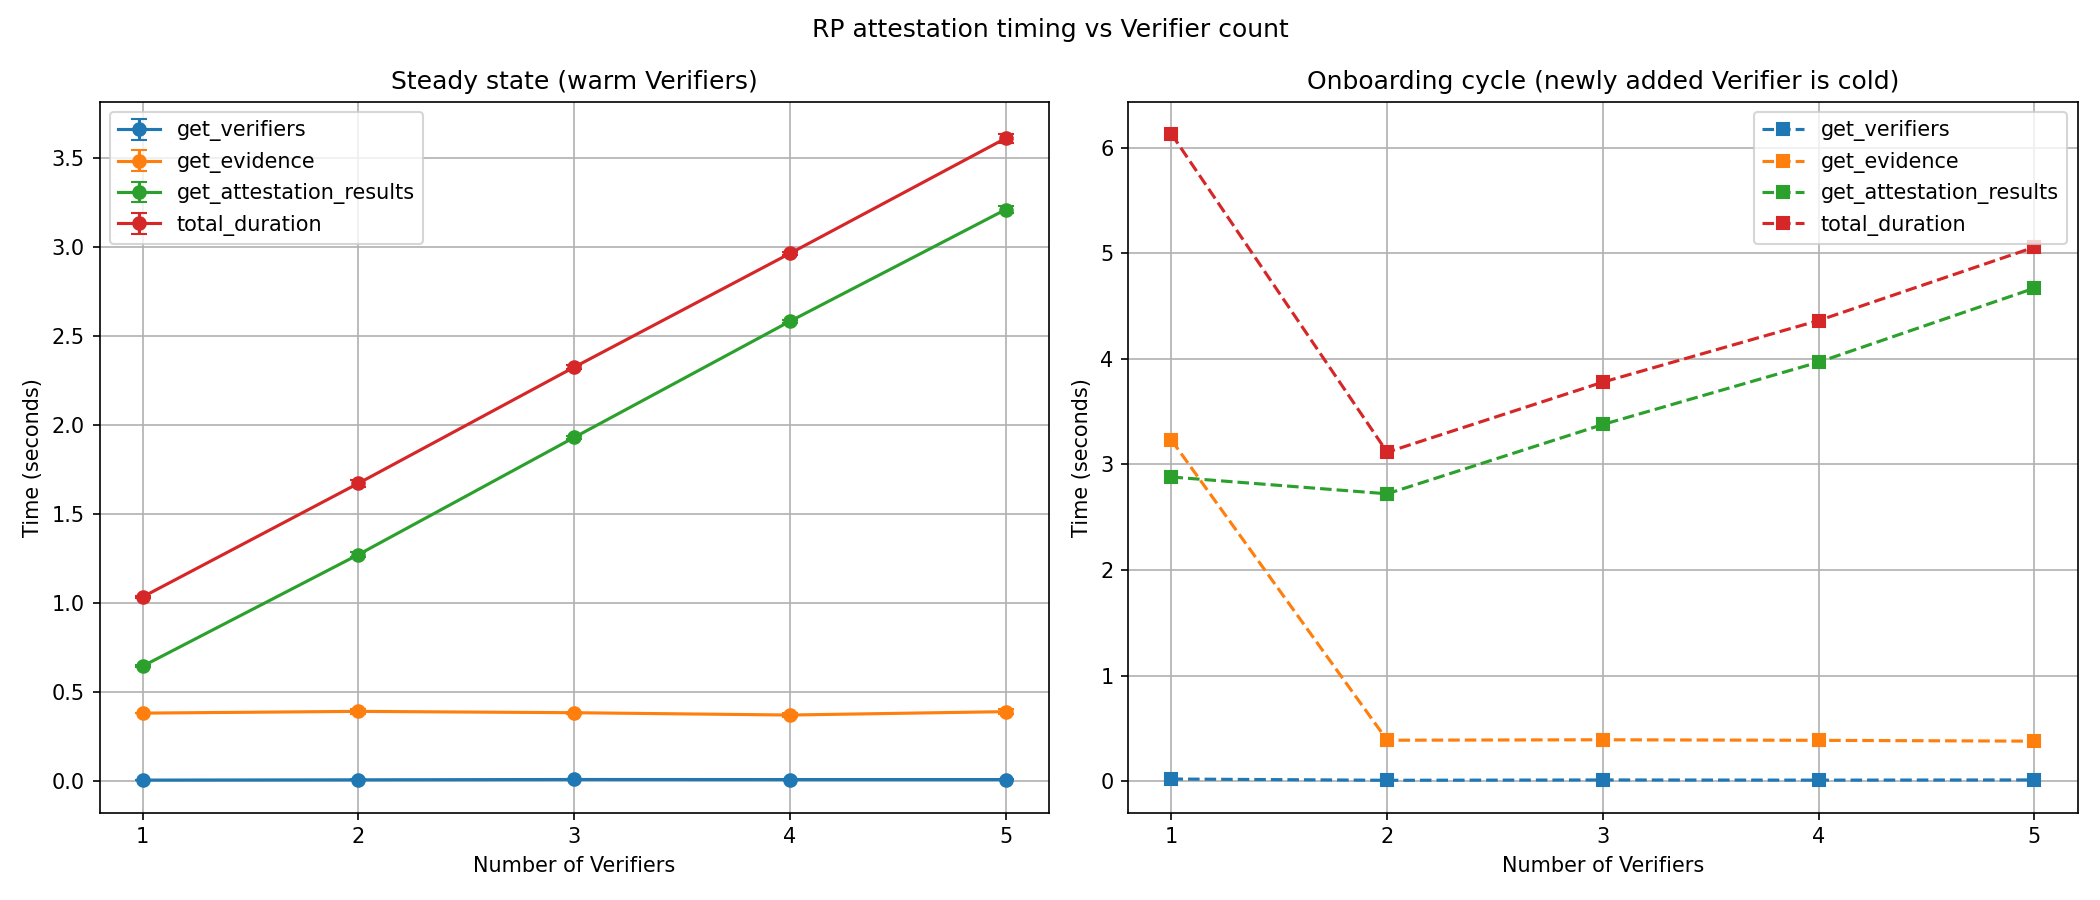 RP attestation timing vs Verifier count
Steady state (warm Verifiers)
get_verifiers
get_evidence
get_attestation_results
total_duration
Time (seconds)
3.5
3.0
2.5
2.0
1.5
1.0
0.5
0.0
1 2 3 4 5
Number of Verifiers
Onboarding cycle (newly added Verifier is cold)
get_verifiers
get_evidence
get_attestation_results
total_duration
Time (seconds)
6
5
4
3
2
1
0
1 2 3 4 5
Number of Verifiers